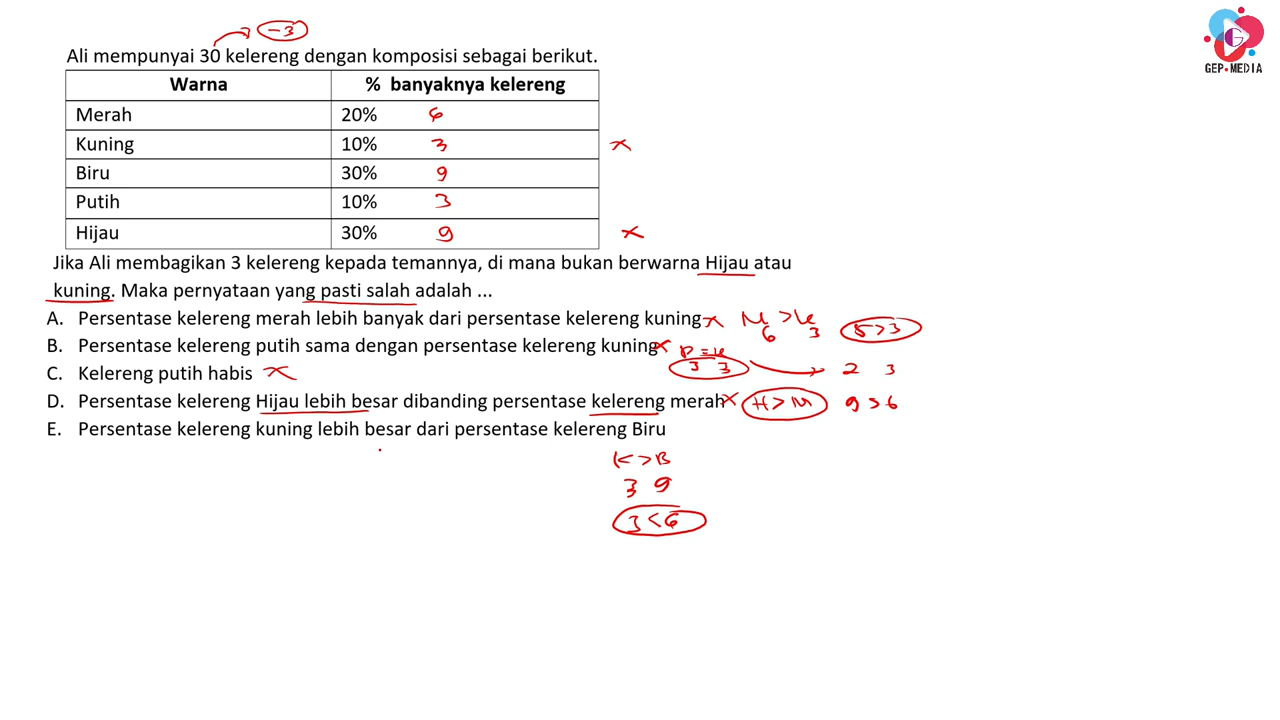 -3
Ali mempunyai 30 kelereng dengan komposisi sebagai berikut.
GEP•MEDIA
Warna % banyaknya kelereng
Merah 20% 6
Kuning 10% 3 x
Biru 30% 9
Putih 10% 3
Hijau 30% 9 x
Jika Ali membagikan 3 kelereng kepada temannya, di mana bukan berwarna Hijau atau
kuning. Maka pernyataan yang pasti salah adalah ...
A. Persentase kelereng merah lebih banyak dari persentase kelereng kuning x M > k
6 3 5>3
B. Persentase kelereng putih sama dengan persentase kelereng kuning x P = k
3 3 2 3
C. Kelereng putih habis x
D. Persentase kelereng Hijau lebih besar dibanding persentase kelereng merah x H > M 9 > 6
E. Persentase kelereng kuning lebih besar dari persentase kelereng Biru
K > B
3 9
3 < 6